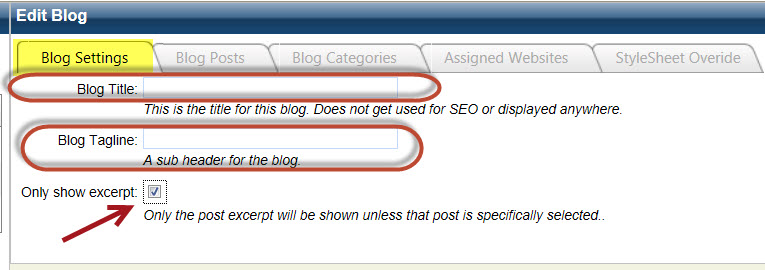 Edit Blog
Blog Settings Blog Posts Blog Categories Assigned Websites StyleSheet Overide
Blog Title:
This is the title for this blog. Does not get used for SEO or displayed anywhere.
Blog Tagline:
A sub header for the blog.
Only show excerpt:
Only the post excerpt will be shown unless that post is specifically selected..